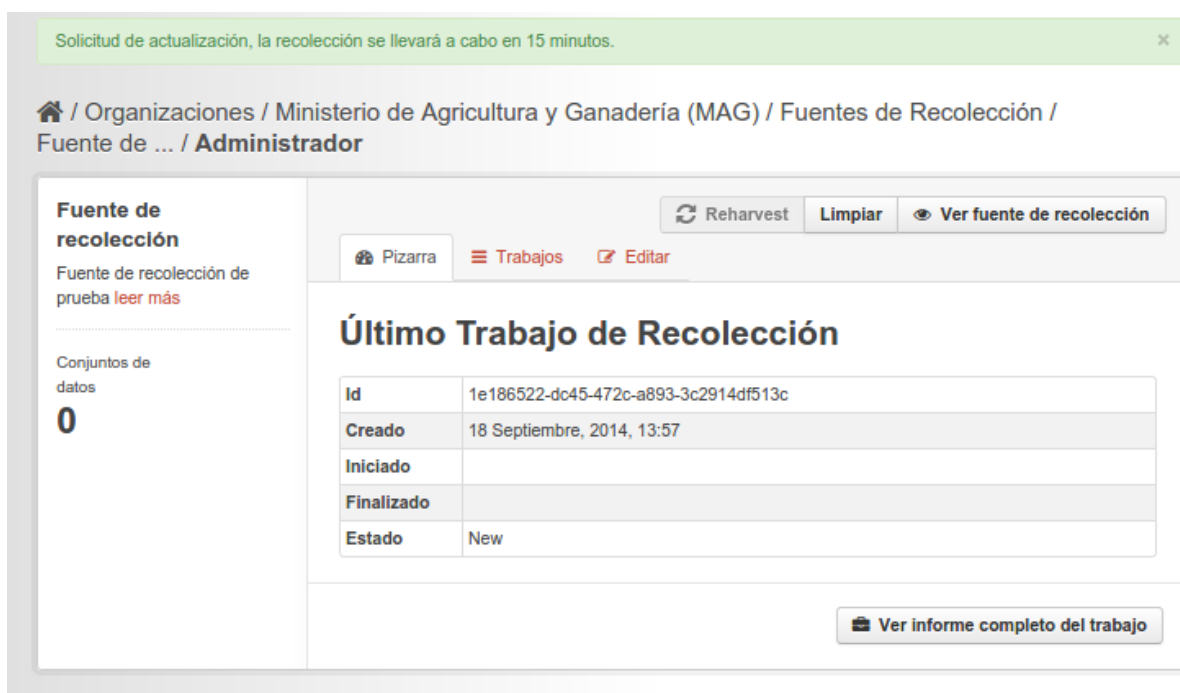 Solicitud de actualización, la recolección se llevará a cabo en 15 minutos. ×
/ Organizaciones / Ministerio de Agricultura y Ganadería (MAG) / Fuentes de Recolección /
Fuente de ... / Administrador
Fuente de
recolección
Fuente de recolección de
prueba leer más
Conjuntos de
datos
0
Reharvest Limpiar Ver fuente de recolección
Pizarra Trabajos Editar
Último Trabajo de Recolección
Id 1e186522-dc45-472c-a893-3c2914df513c
Creado 18 Septiembre, 2014, 13:57
Iniciado
Finalizado
Estado New
Ver informe completo del trabajo